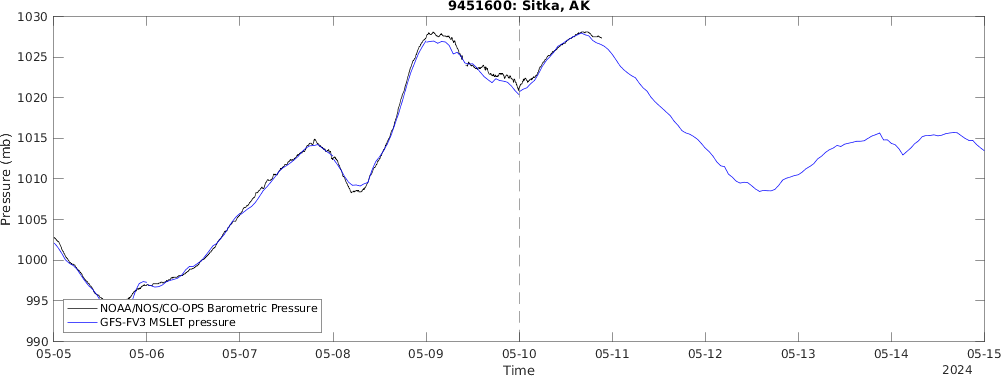 9451600: Sitka, AK
1030
1025
1020
1015
1010
1005
1000
995
990
Pressure (mb)
NOAA/NOS/CO-OPS Barometric Pressure
GFS-FV3 MSLET pressure
05-05 05-06 05-07 05-08 05-09 05-10 05-11 05-12 05-13 05-14 05-15
Time
2024